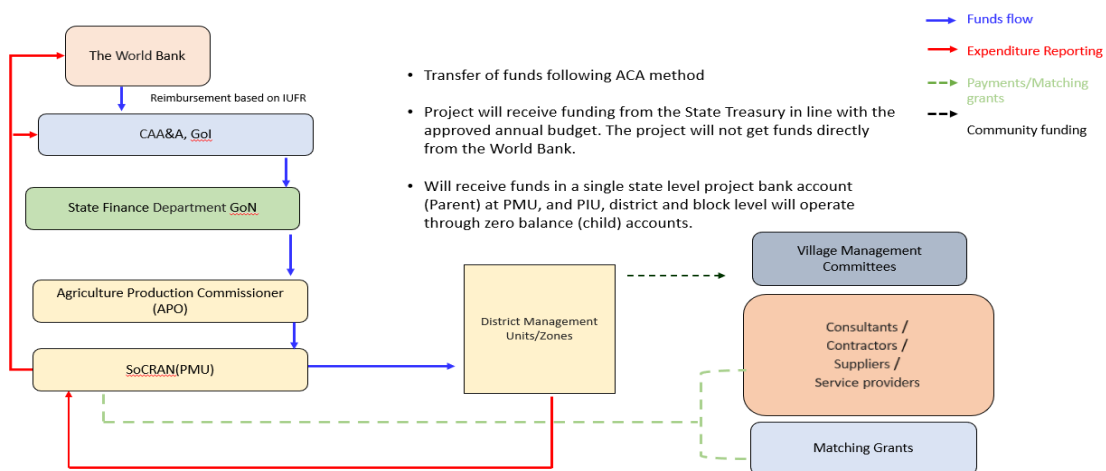 The World Bank
Reimbursement based on IUFR
CAA&A, GoI
State Finance Department GoN
Agriculture Production Commissioner
(APO)
SoCRAN(PMU)
• Transfer of funds following ACA method
• Project will receive funding from the State Treasury in line with the
approved annual budget. The project will not get funds directly
from the World Bank.
• Will receive funds in a single state level project bank account
(Parent) at PMU, and PIU, district and block level will operate
through zero balance (child) accounts.
District Management
Units/Zones
Village Management
Committees
Consultants /
Contractors /
Suppliers /
Service providers
Matching Grants
Funds flow
Expenditure Reporting
Payments/Matching
grants
Community funding